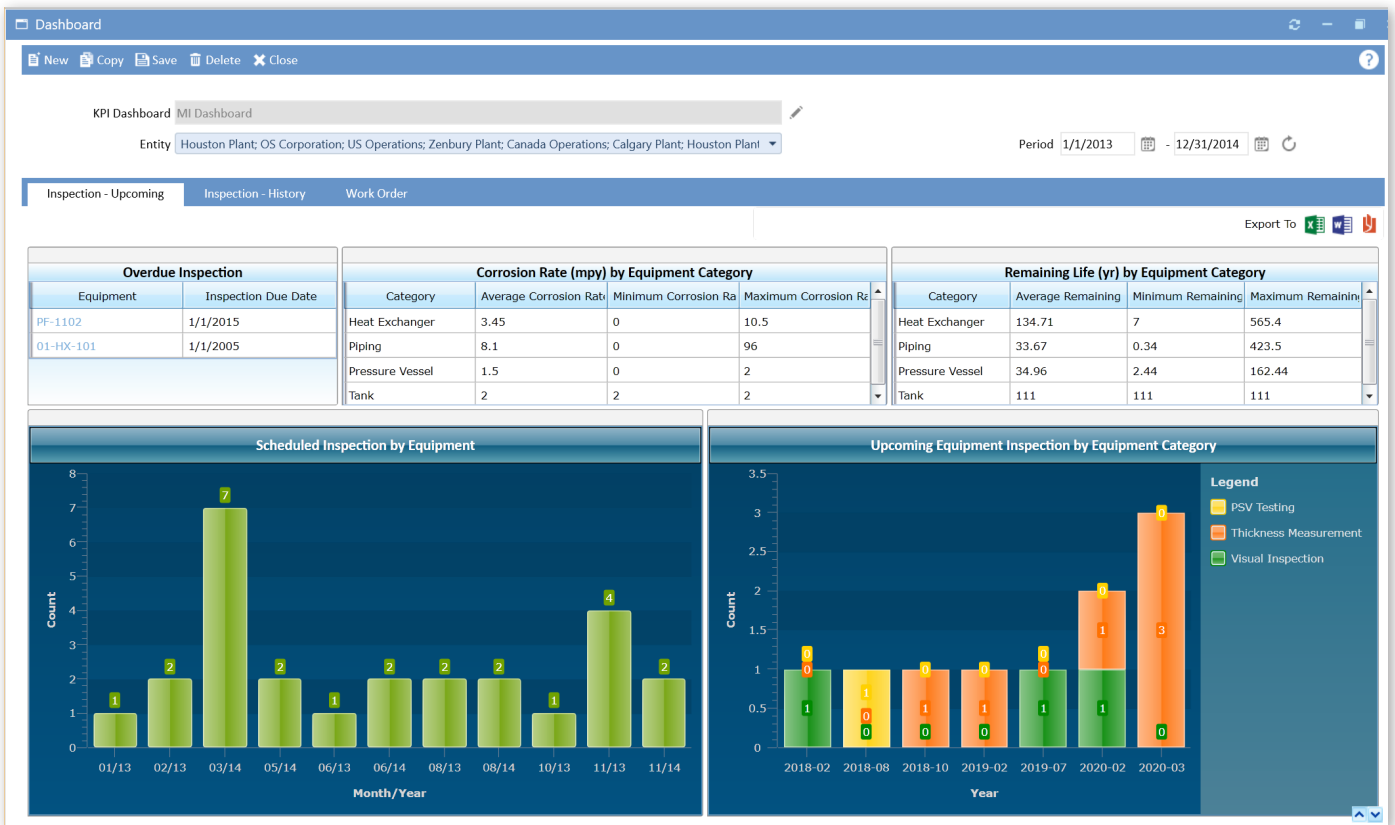 Dashboard
New Copy Save Delete Close ?
KPI Dashboard MI Dashboard
Entity Houston Plant; OS Corporation; US Operations; Zenbury Plant; Canada Operations; Calgary Plant; Houston Plant Period 1/1/2013 - 12/31/2014
Inspection - Upcoming Inspection - History Work Order
Export To
Overdue Inspection
Equipment Inspection Due Date
PF-1102 1/1/2015
01-HX-101 1/1/2005
Corrosion Rate (mpy) by Equipment Category
Category Average Corrosion Rate Minimum Corrosion Ra Maximum Corrosion Ra
Heat Exchanger 3.45 0 10.5
Piping 8.1 0 96
Pressure Vessel 1.5 0 2
Tank 2 2 2
Remaining Life (yr) by Equipment Category
Category Average Remaining Minimum Remaining Maximum Remaining
Heat Exchanger 134.71 7 565.4
Piping 33.67 0.34 423.5
Pressure Vessel 34.96 2.44 162.44
Tank 111 111 111
Scheduled Inspection by Equipment
Count
8
7
6
5
4
3
2
1
0
1 2 7 2 1 2 2 2 1 4 2
01/13 02/13 03/14 05/14 06/13 06/14 08/13 08/14 10/13 11/13 11/14
Month/Year
Upcoming Equipment Inspection by Equipment Category
Count
3.5
3
2.5
2
1.5
1
0.5
0
0 0 1
1 0 0
0 1 0
0 1 0
0 0 1
0 1 1
0 3 0
2018-02 2018-08 2018-10 2019-02 2019-07 2020-02 2020-03
Year
Legend
PSV Testing
Thickness Measurement
Visual Inspection